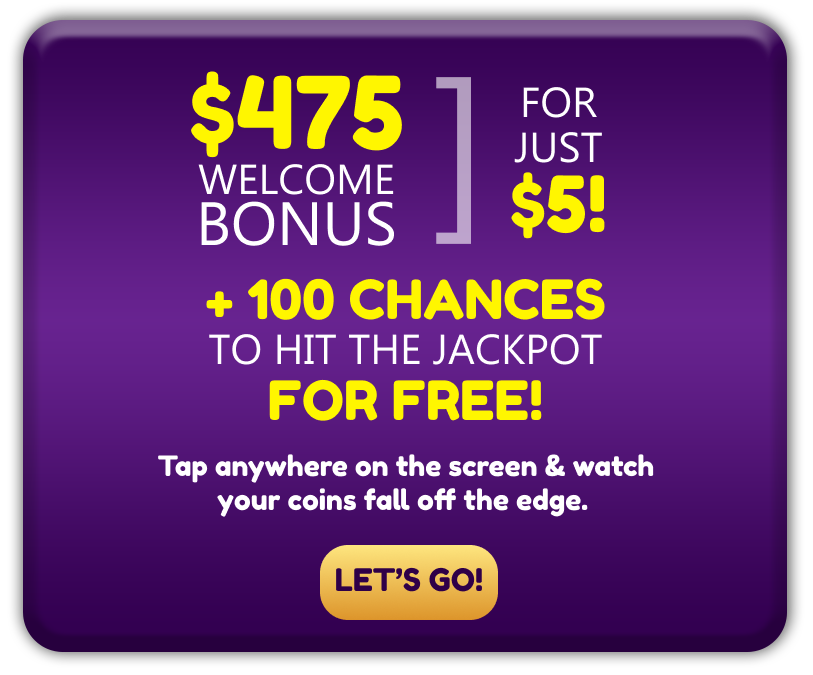 $475
WELCOME
BONUS
FOR
JUST
$5!
+ 100 CHANCES
TO HIT THE JACKPOT
FOR FREE!
Tap anywhere on the screen & watch
your coins fall off the edge.
LET’S GO!